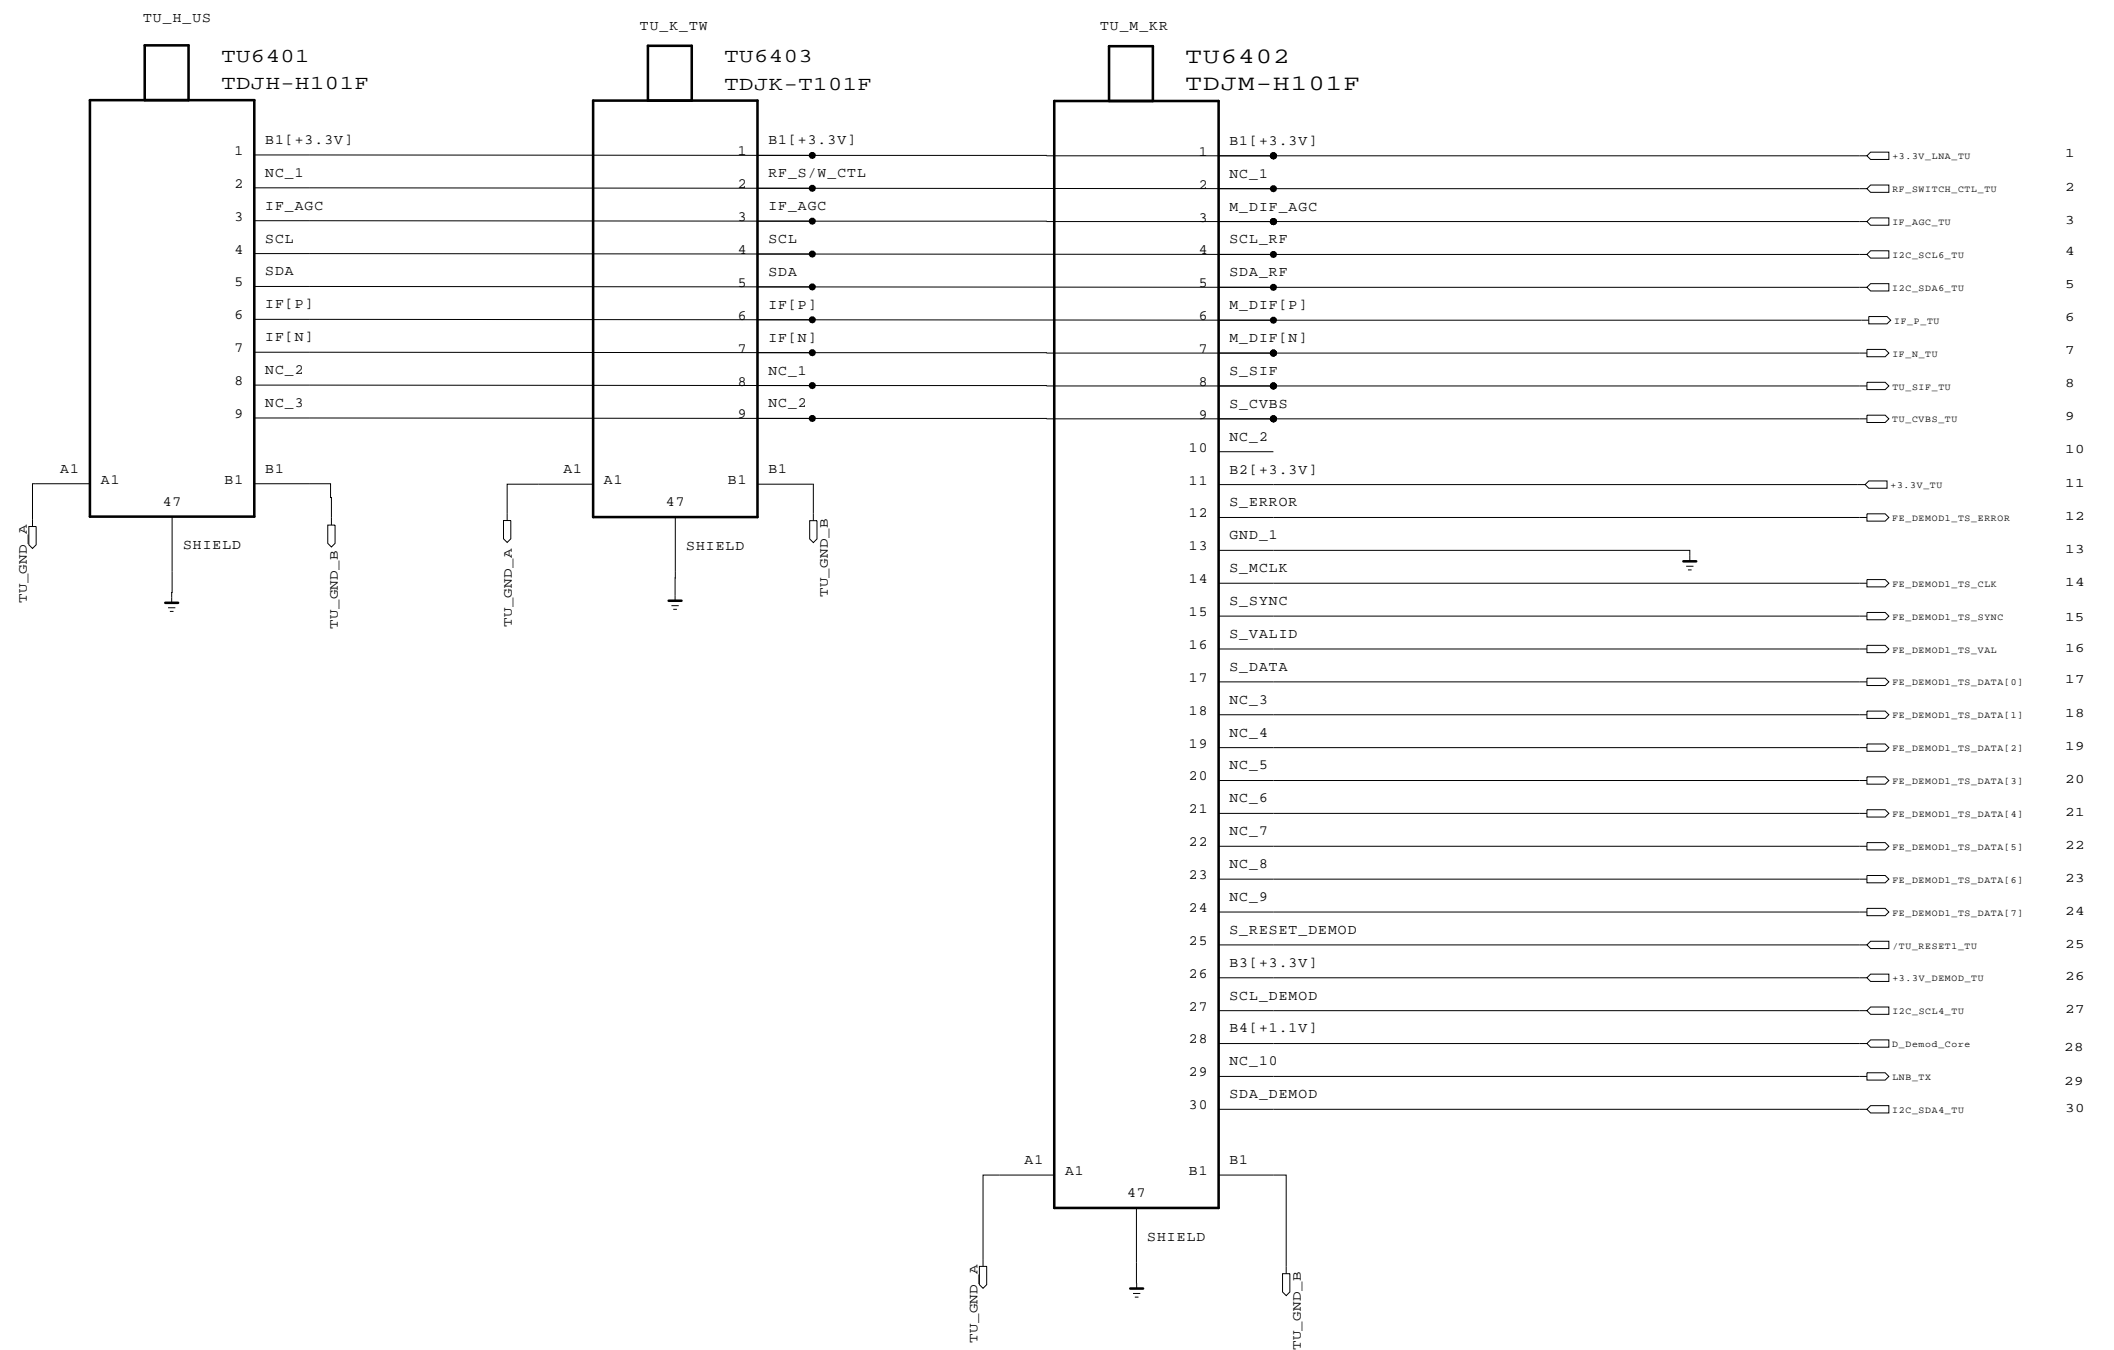 TU_H_US
TU6401
TDJH-H101F
1 B1[+3.3V]
2 NC_1
3 IF_AGC
4 SCL
5 SDA
6 IF[P]
7 IF[N]
8 NC_2
9 NC_3
A1 A1 B1 B1
47
SHIELD
TU_GND_A
TU_GND_B
TU_K_TW
TU6403
TDJK-T101F
1 B1[+3.3V]
2 RF_S/W_CTL
3 IF_AGC
4 SCL
5 SDA
6 IF[P]
7 IF[N]
8 NC_1
9 NC_2
A1 A1 B1 B1
47
SHIELD
TU_GND_A
TU_GND_B
TU_M_KR
TU6402
TDJM-H101F
1 B1[+3.3V] +3.3V_LNA_TU 1
2 NC_1 RF_SWITCH_CTL_TU 2
3 M_DIF_AGC IF_AGC_TU 3
4 SCL_RF I2C_SCL6_TU 4
5 SDA_RF I2C_SDA6_TU 5
6 M_DIF[P] IF_P_TU 6
7 M_DIF[N] IF_N_TU 7
8 S_SIF TU_SIF_TU 8
9 S_CVBS TU_CVBS_TU 9
10 NC_2 10
11 B2[+3.3V] +3.3V_TU 11
12 S_ERROR FE_DEMOD1_TS_ERROR 12
13 GND_1 13
14 S_MCLK FE_DEMOD1_TS_CLK 14
15 S_SYNC FE_DEMOD1_TS_SYNC 15
16 S_VALID FE_DEMOD1_TS_VAL 16
17 S_DATA FE_DEMOD1_TS_DATA[0] 17
18 NC_3 FE_DEMOD1_TS_DATA[1] 18
19 NC_4 FE_DEMOD1_TS_DATA[2] 19
20 NC_5 FE_DEMOD1_TS_DATA[3] 20
21 NC_6 FE_DEMOD1_TS_DATA[4] 21
22 NC_7 FE_DEMOD1_TS_DATA[5] 22
23 NC_8 FE_DEMOD1_TS_DATA[6] 23
24 NC_9 FE_DEMOD1_TS_DATA[7] 24
25 S_RESET_DEMOD /TU_RESET1_TU 25
26 B3[+3.3V] +3.3V_DEMOD_TU 26
27 SCL_DEMOD I2C_SCL4_TU 27
28 B4[+1.1V] D_Demod_Core 28
29 NC_10 LNB_TX 29
30 SDA_DEMOD I2C_SDA4_TU 30
A1 A1 B1 B1
47
SHIELD
TU_GND_A
TU_GND_B